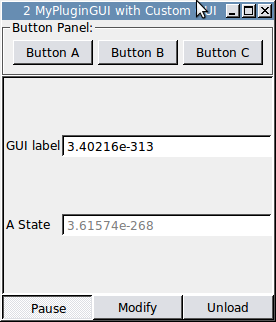 2 MyPluginGUI with Custom GUI
Button Panel:
Button A Button B Button C
GUI label 3.40216e-313
A State 3.61574e-268
Pause Modify Unload